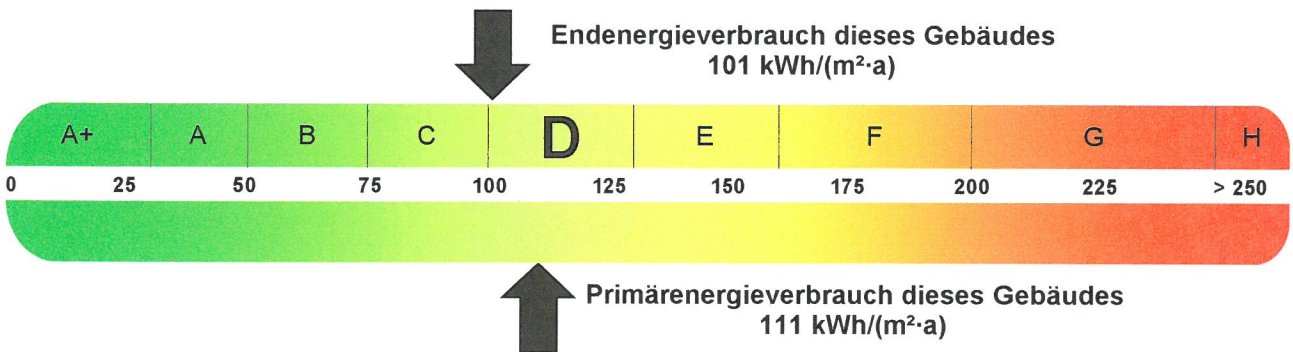 Endenergieverbrauch dieses Gebäudes
101 kWh/(m²·a)
A+ A B C D E F G H
0 25 50 75 100 125 150 175 200 225 > 250
Primärenergieverbrauch dieses Gebäudes
111 kWh/(m²·a)